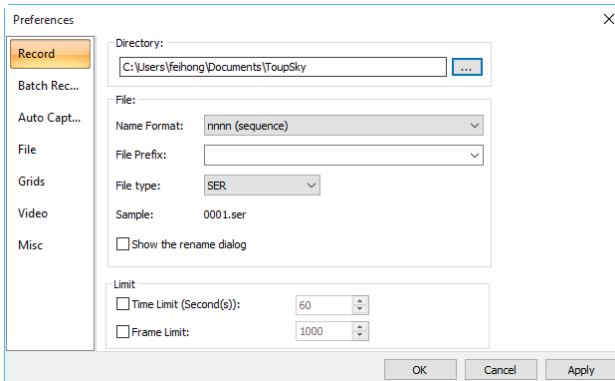 Preferences
Record
Batch Rec...
Auto Capt...
File
Grids
Video
Misc
Directory:
C:\Users\feihong\Documents\ToupSky
...
File:
Name Format: nnnn (sequence)
File Prefix:
File type: SER
Sample: 0001.ser
Show the rename dialog
Limit
Time Limit (Second(s)): 60
Frame Limit: 1000
OK Cancel Apply